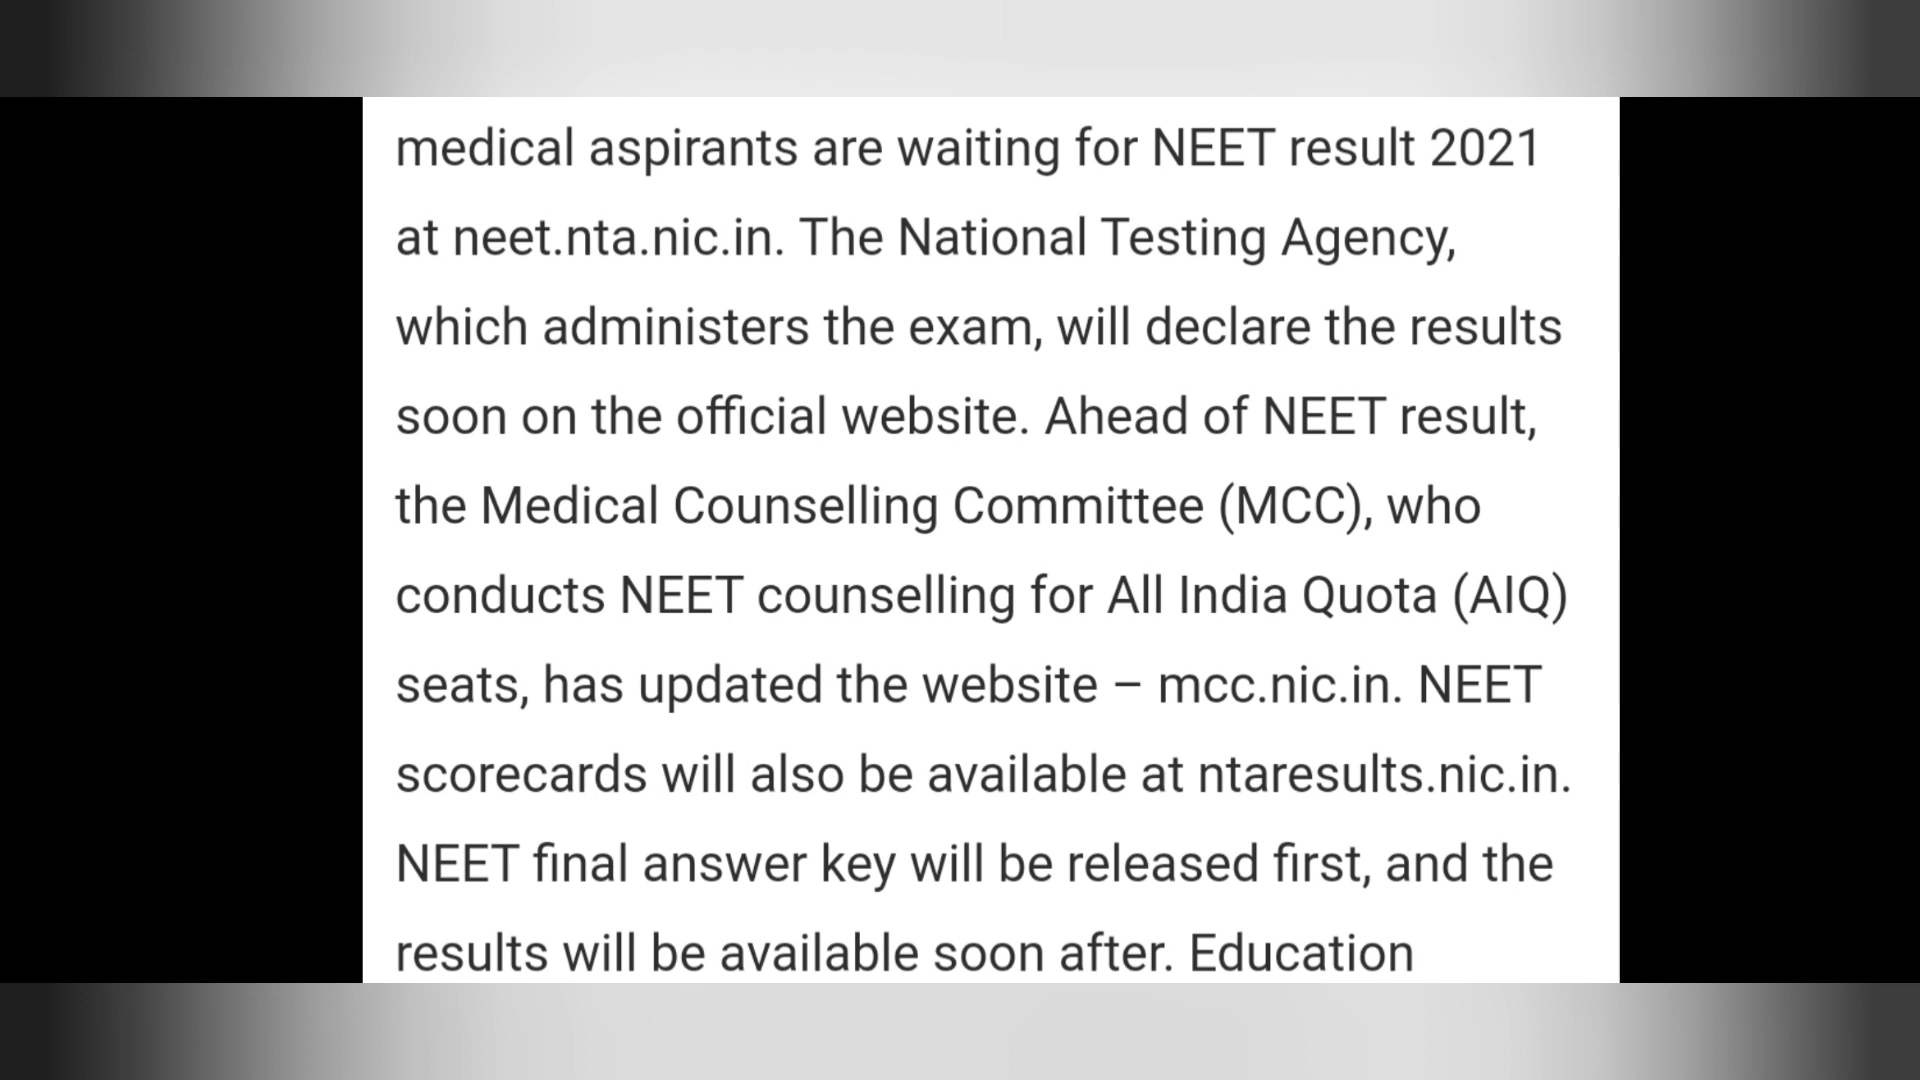 medical aspirants are waiting for NEET result 2021
at neet.nta.nic.in. The National Testing Agency,
which administers the exam, will declare the results
soon on the official website. Ahead of NEET result,
the Medical Counselling Committee (MCC), who
conducts NEET counselling for All India Quota (AIQ)
seats, has updated the website – mcc.nic.in. NEET
scorecards will also be available at ntaresults.nic.in.
NEET final answer key will be released first, and the
results will be available soon after. Education